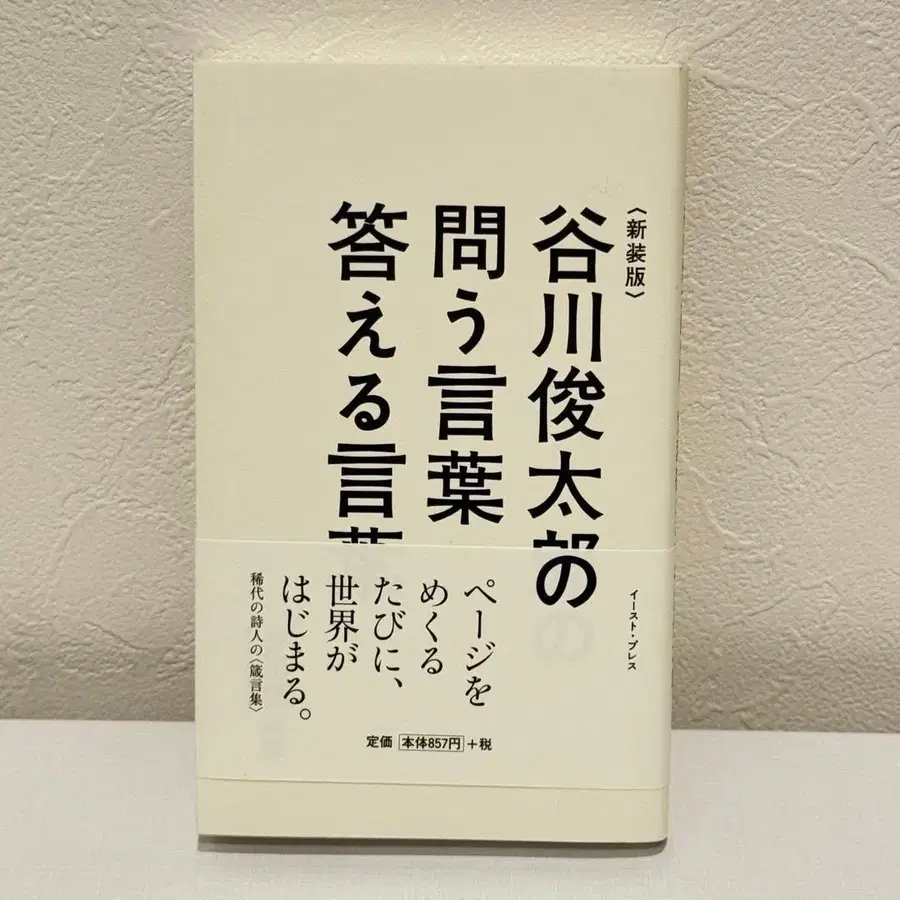 〈新装版〉
谷川俊太郎の
問う言葉
答える言葉
イースト・プレス
ページを
めくる
たびに、
世界が
はじまる。
稀代の詩人の〈箴言集〉
定価 本体857円 +税